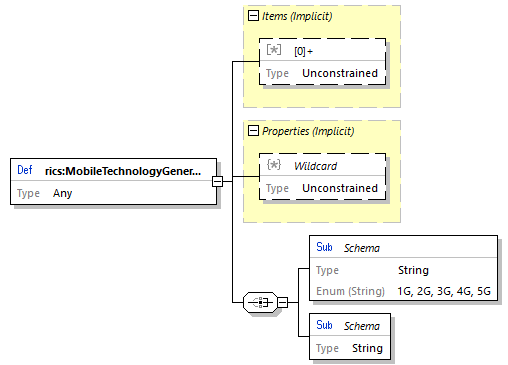 Items (Implicit)
[*] [0]+
Type Unconstrained
Properties (Implicit)
{*} Wildcard
Type Unconstrained
Def rics:MobileTechnologyGener...
Type Any
Sub Schema
Type String
Enum (String) 1G, 2G, 3G, 4G, 5G
Sub Schema
Type String